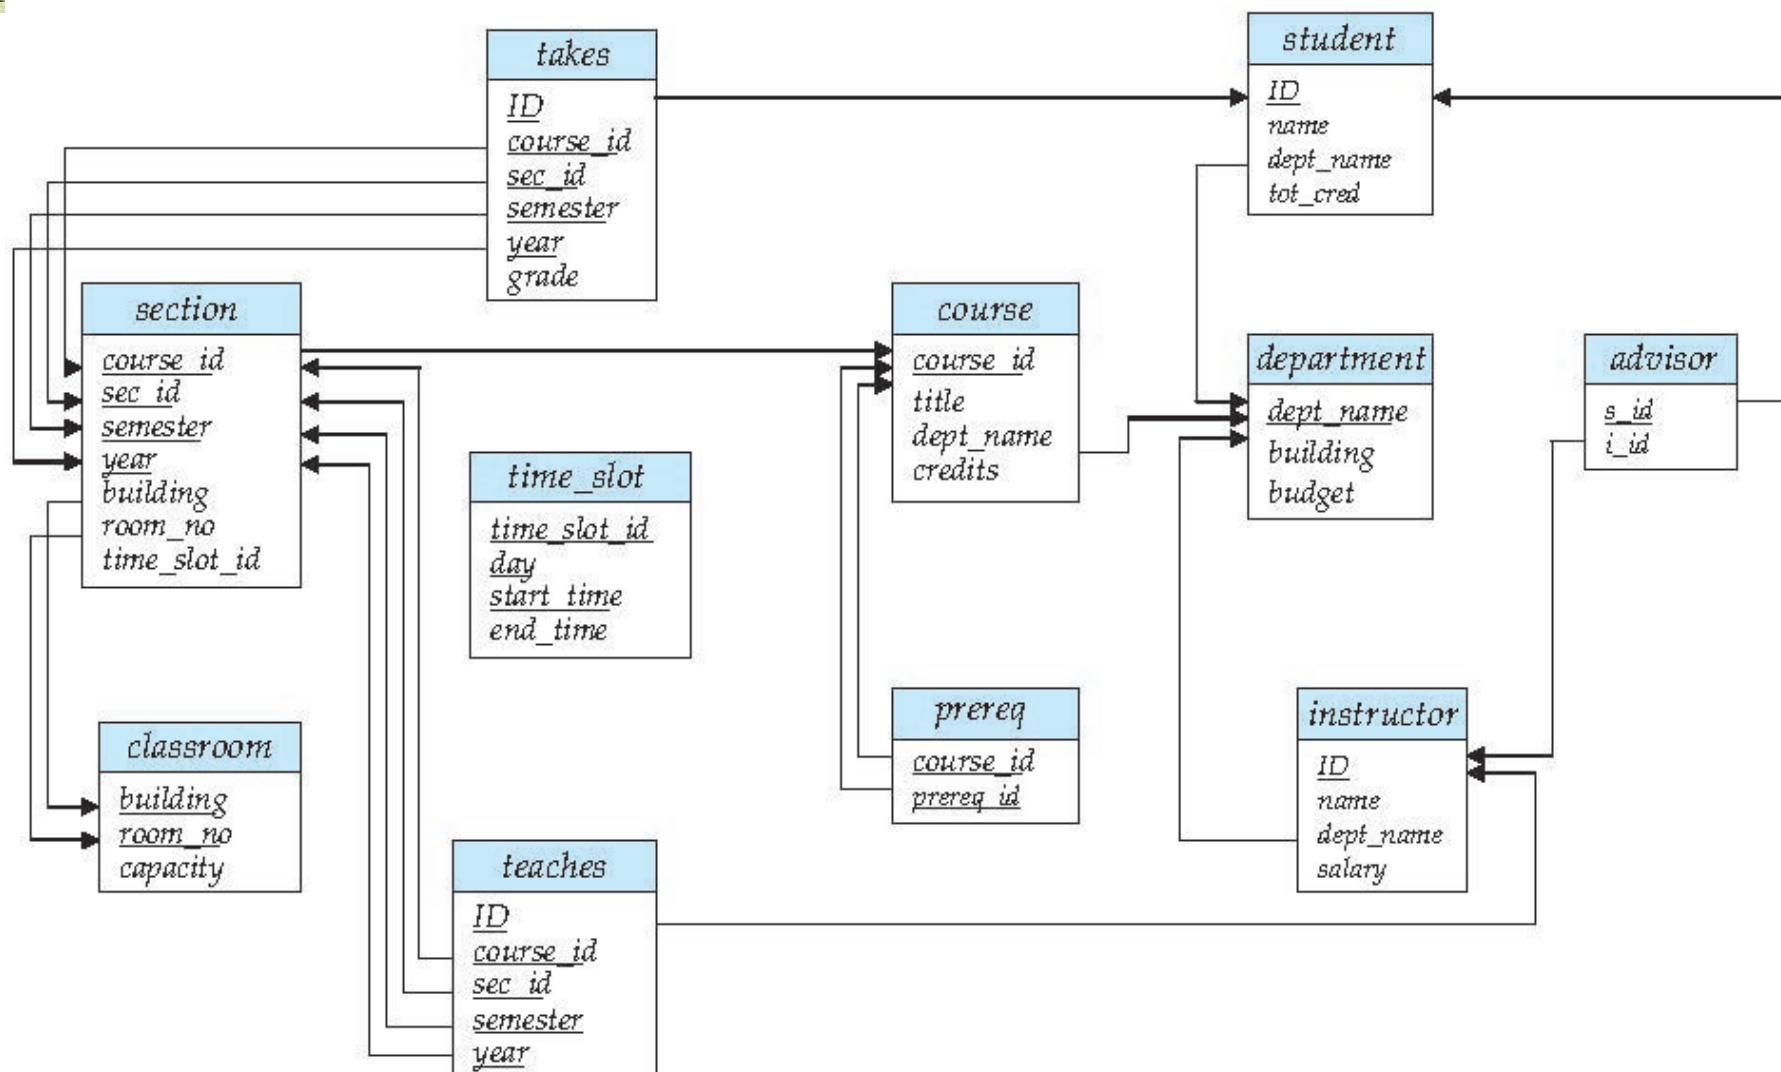 takes
ID
course_id
sec_id
semester
year
grade
student
ID
name
dept_name
tot_cred
section
course_id
sec_id
semester
year
building
room_no
time_slot_id
course
course_id
title
dept_name
credits
department
dept_name
building
budget
advisor
s_id
i_id
time_slot
time_slot_id
day
start_time
end_time
prereq
course_id
prereq_id
instructor
ID
name
dept_name
salary
classroom
building
room_no
capacity
teaches
ID
course_id
sec_id
semester
year